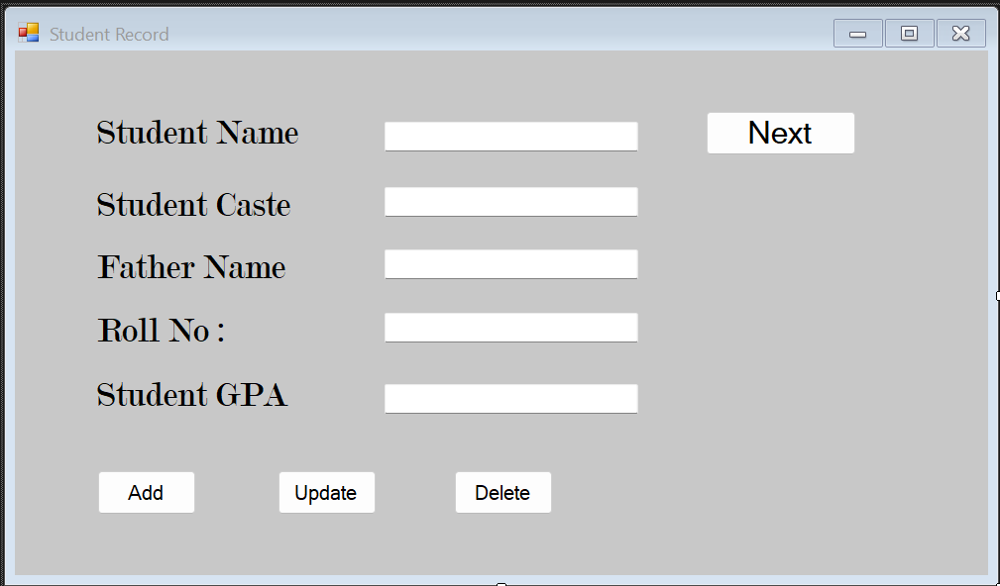 Student Record
Student Name
Next
Student Caste
Father Name
Roll No :
Student GPA
Add Update Delete